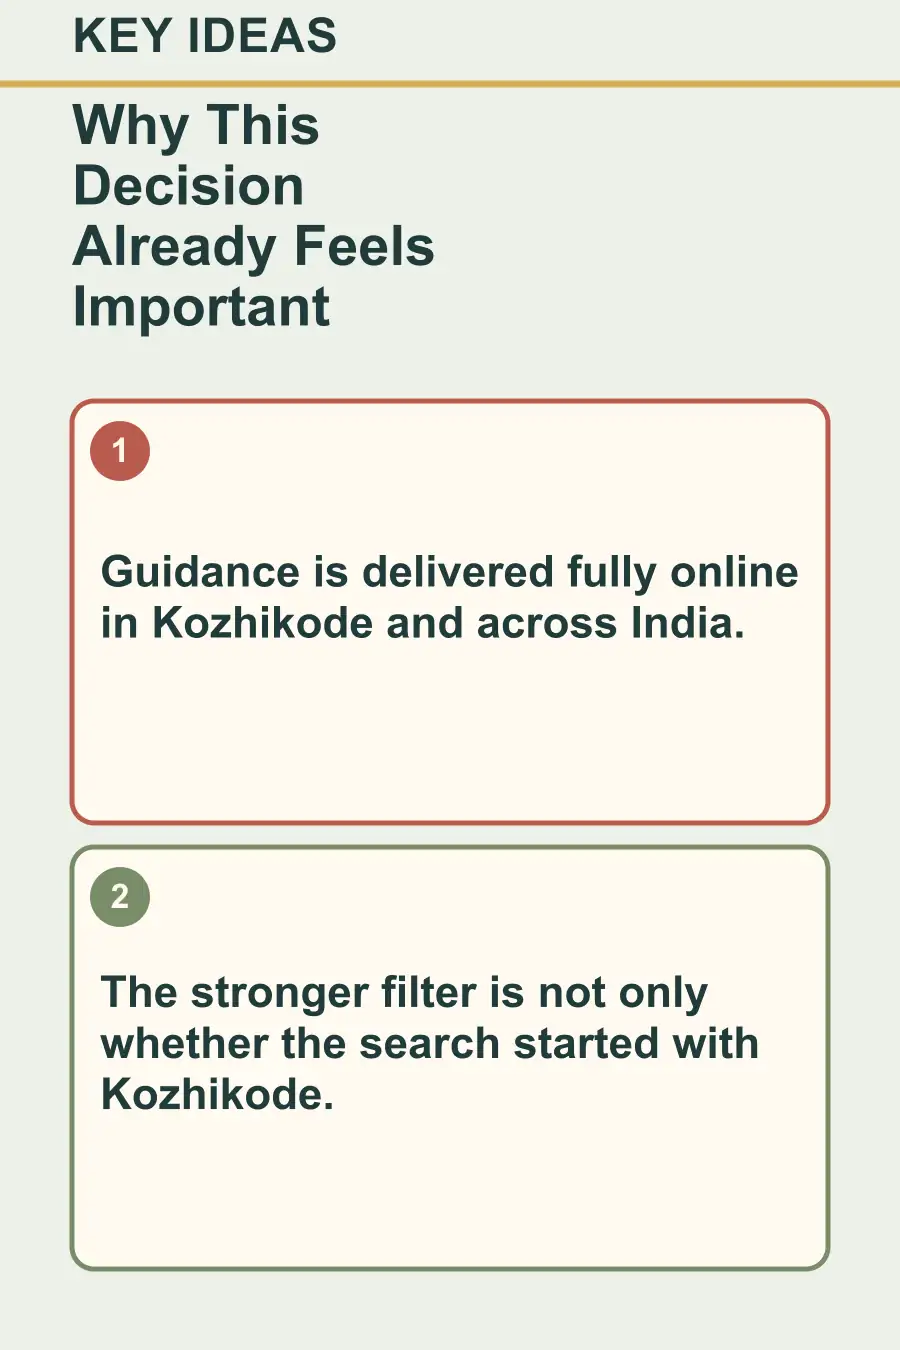 KEY IDEAS
Why This
Decision
Already Feels
Important
1
Guidance is delivered fully online
in Kozhikode and across India.
2
The stronger filter is not only
whether the search started with
Kozhikode.